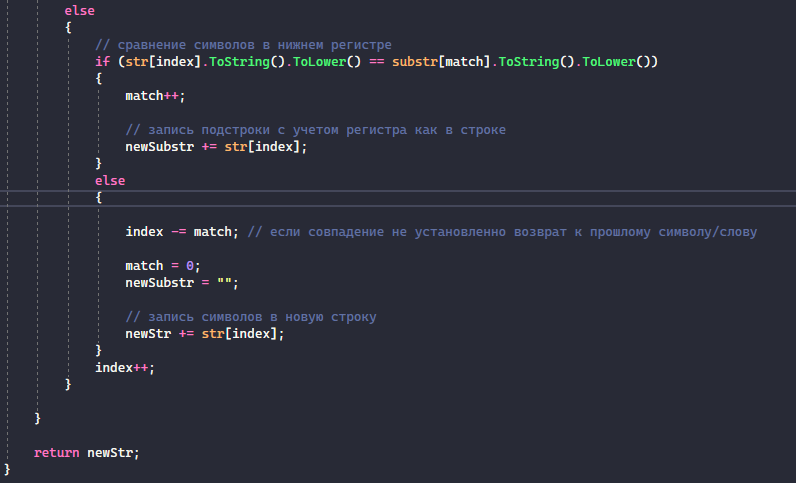 else
{
// сравнение символов в нижнем регистре
if (str[index].ToString().ToLower() == substr[match].ToString().ToLower())
{
match++;
// запись подстроки с учетом регистра как в строке
newSubstr += str[index];
}
else
{
index -= match; // если совпадение не установленно возврат к прошлому символу/слову
match = 0;
newSubstr = "";
// запись символов в новую строку
newStr += str[index];
}
index++;
}
}
return newStr;
}